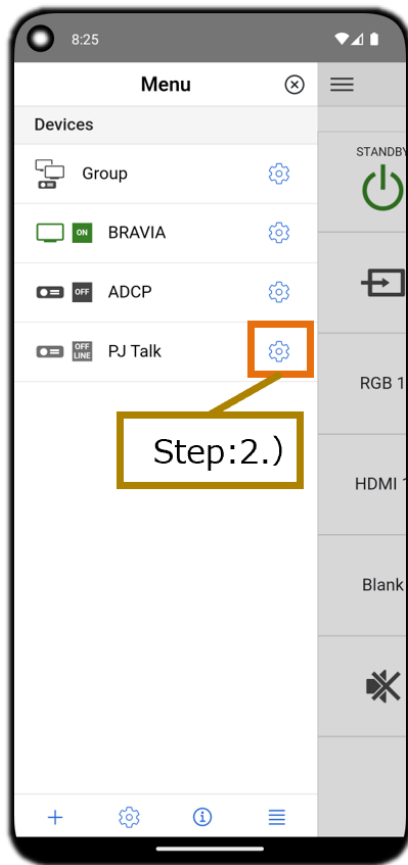 8:25
Menu
Devices
Group
ON BRAVIA
OFF ADCP
OFF
LINE
PJ Talk
Step:2.)
STANDBY
RGB 1
HDMI 1
Blank